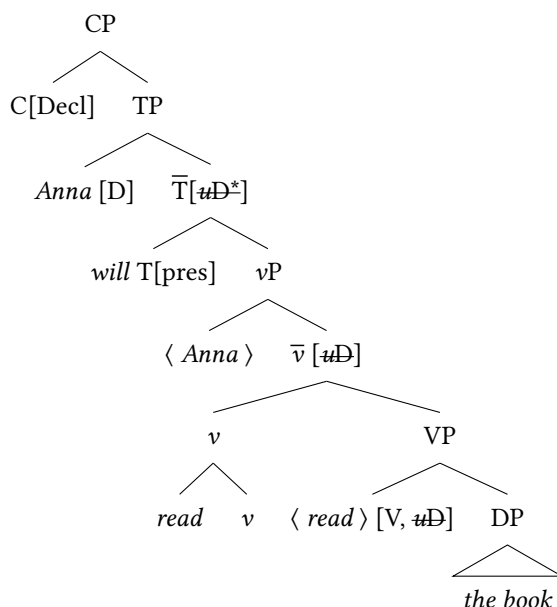 CP
C[Decl] TP
Anna [D] T̅[uD*]
will T[pres] vP
⟨ Anna ⟩ v̅ [uD]
v VP
read v ⟨ read ⟩ [V, uD] DP
the book